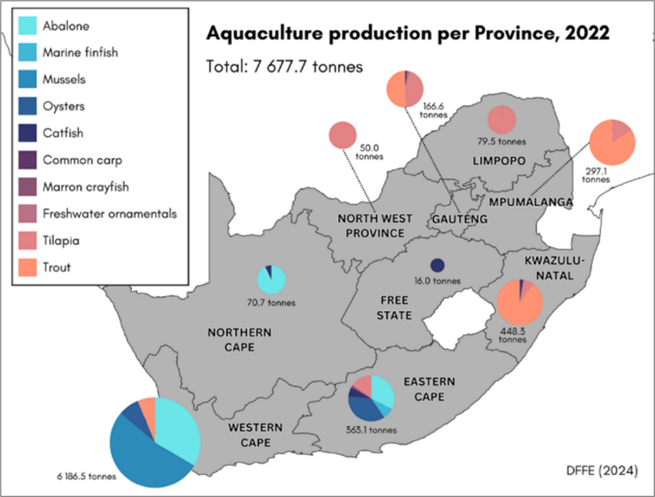 Abalone
Marine finfish
Mussels
Oysters
Catfish
Common carp
Marron crayfish
Freshwater ornamentals
Tilapia
Trout
Aquaculture production per Province, 2022
Total: 7 677.7 tonnes
166.6
tonnes
50.0
tonnes
79.5 tonnes
LIMPOPO
297.1
tonnes
MPUMALANGA
NORTH WEST
PROVINCE
GAUTENG
KWAZULU-
NATAL
16.0 tonnes
70.7 tonnes
FREE
STATE
448.3
tonnes
NORTHERN
CAPE
EASTERN
CAPE
363.1 tonnes
WESTERN
CAPE
6 186.5 tonnes
DFFE (2024)